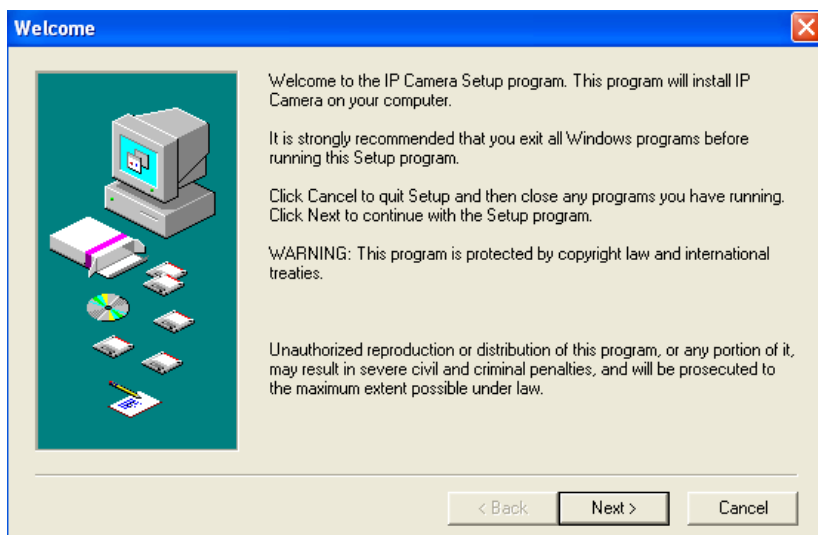 Welcome
Welcome to the IP Camera Setup program. This program will install IP
Camera on your computer.
It is strongly recommended that you exit all Windows programs before
running this Setup program.
Click Cancel to quit Setup and then close any programs you have running.
Click Next to continue with the Setup program.
WARNING: This program is protected by copyright law and international
treaties.
Unauthorized reproduction or distribution of this program, or any portion of it,
may result in severe civil and criminal penalties, and will be prosecuted to
the maximum extent possible under law.
< Back
Next >
Cancel